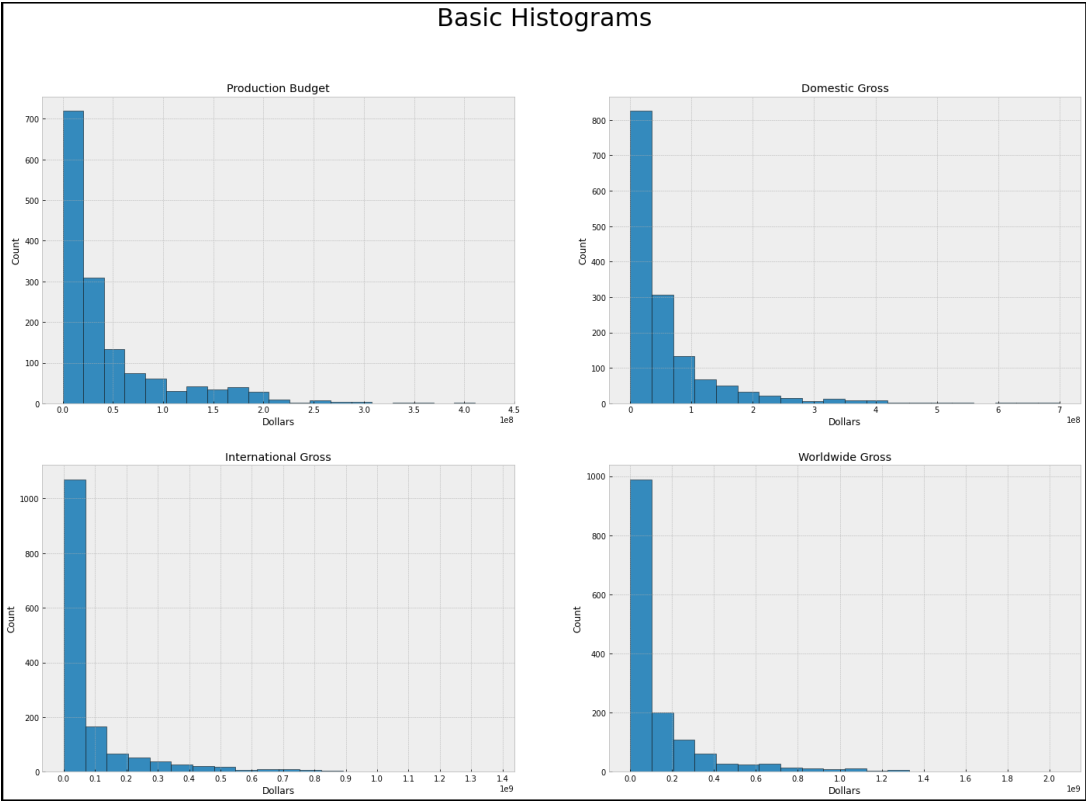 Basic Histograms
Production Budget
700
600
500
400
300
200
100
0
Count
0.0 0.5 1.0 1.5 2.0 2.5 3.0 3.5 4.0 4.5
1e8
Dollars
Domestic Gross
800
700
600
500
400
300
200
100
0
Count
0 1 2 3 4 5 6 7
1e8
Dollars
International Gross
1000
800
600
400
200
0
Count
0.0 0.1 0.2 0.3 0.4 0.5 0.6 0.7 0.8 0.9 1.0 1.1 1.2 1.3 1.4
1e9
Dollars
Worldwide Gross
1000
800
600
400
200
0
Count
0.0 0.2 0.4 0.6 0.8 1.0 1.2 1.4 1.6 1.8 2.0
1e9
Dollars